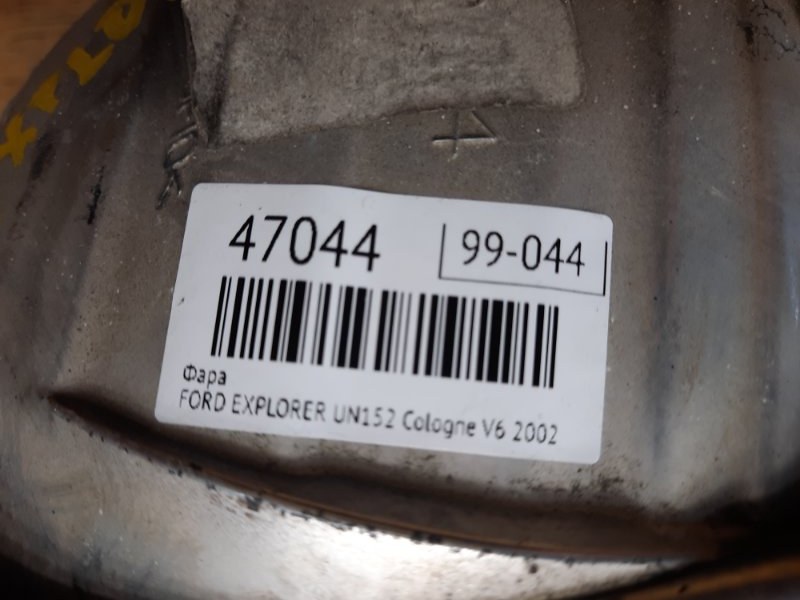 47044
99-044
Фара
FORD EXPLORER UN152 Cologne V6 2002